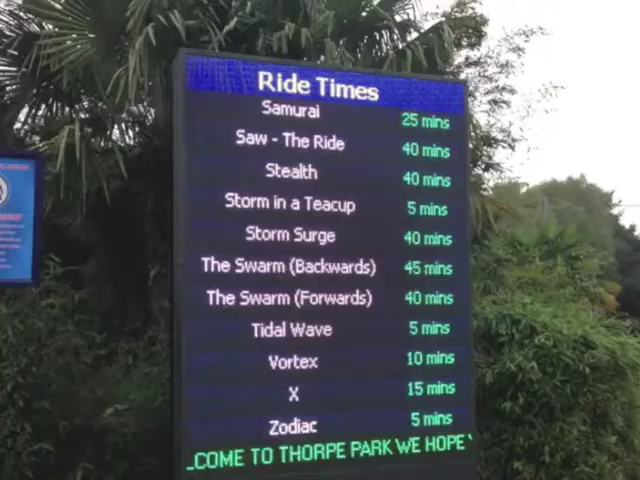 Ride Times
Samurai 25 mins
Saw - The Ride 40 mins
Stealth 40 mins
Storm in a Teacup 5 mins
Storm Surge 40 mins
The Swarm (Backwards) 45 mins
The Swarm (Forwards) 40 mins
Tidal Wave 5 mins
Vortex 10 mins
X 15 mins
Zodiac 5 mins
COME TO THORPE PARK WE HOPE